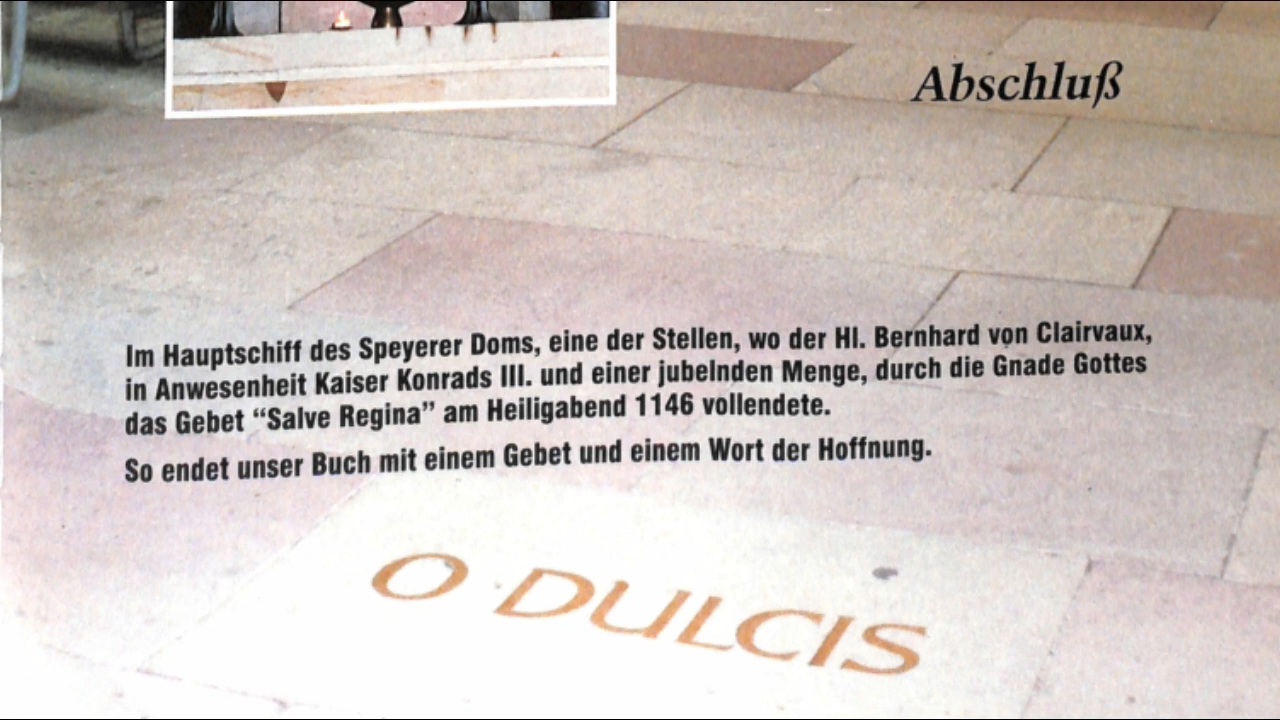 Abschluß
Im Hauptschiff des Speyerer Doms, eine der Stellen, wo der Hl. Bernhard von Clairvaux,
in Anwesenheit Kaiser Konrads III. und einer jubelnden Menge, durch die Gnade Gottes
das Gebet “Salve Regina” am Heiligabend 1146 vollendete.
So endet unser Buch mit einem Gebet und einem Wort der Hoffnung.
O DULCIS